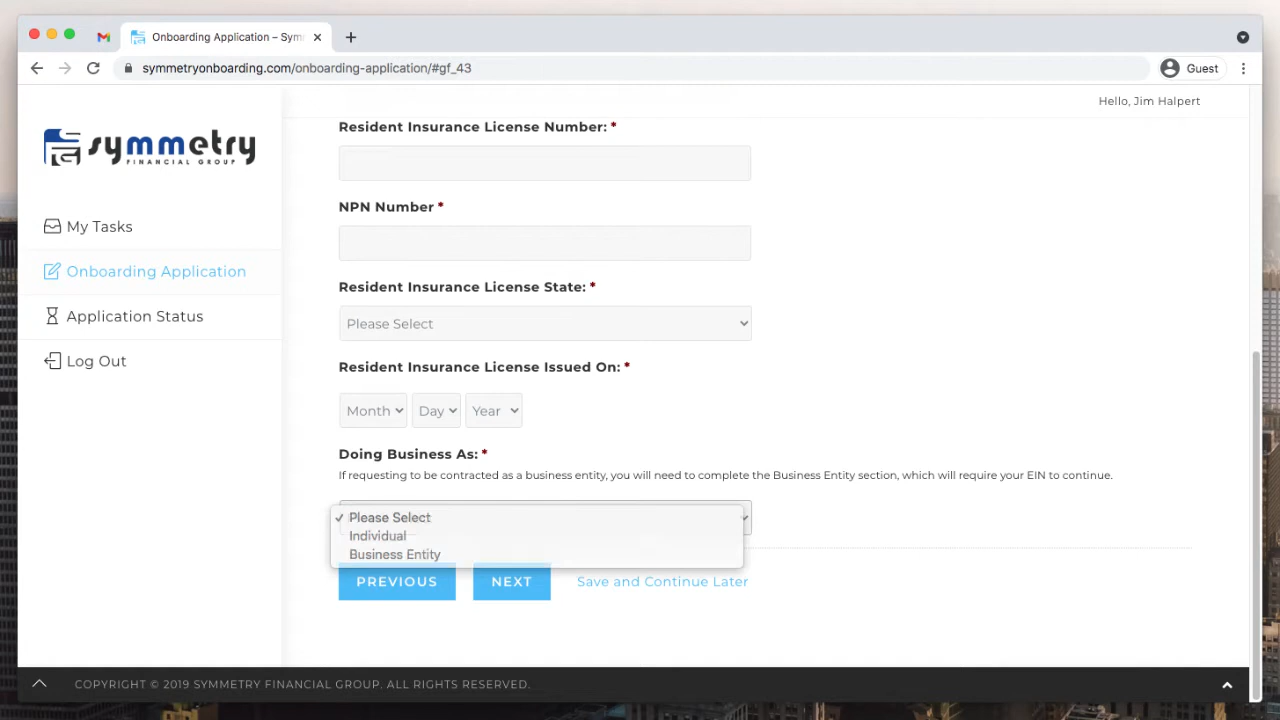 Onboarding Application – Sym
symmetryonboarding.com/onboarding-application/#gf_43
Guest
Hello, Jim Halpert
symmetry
FINANCIAL GROUP
My Tasks
Onboarding Application
Application Status
Log Out
Resident Insurance License Number: *
NPN Number *
Resident Insurance License State: *
Please Select
Resident Insurance License Issued On: *
Month Day Year
Doing Business As: *
If requesting to be contracted as a business entity, you will need to complete the Business Entity section, which will require your EIN to continue.
✓ Please Select
Individual
Business Entity
PREVIOUS NEXT Save and Continue Later
COPYRIGHT © 2019 SYMMETRY FINANCIAL GROUP. ALL RIGHTS RESERVED.